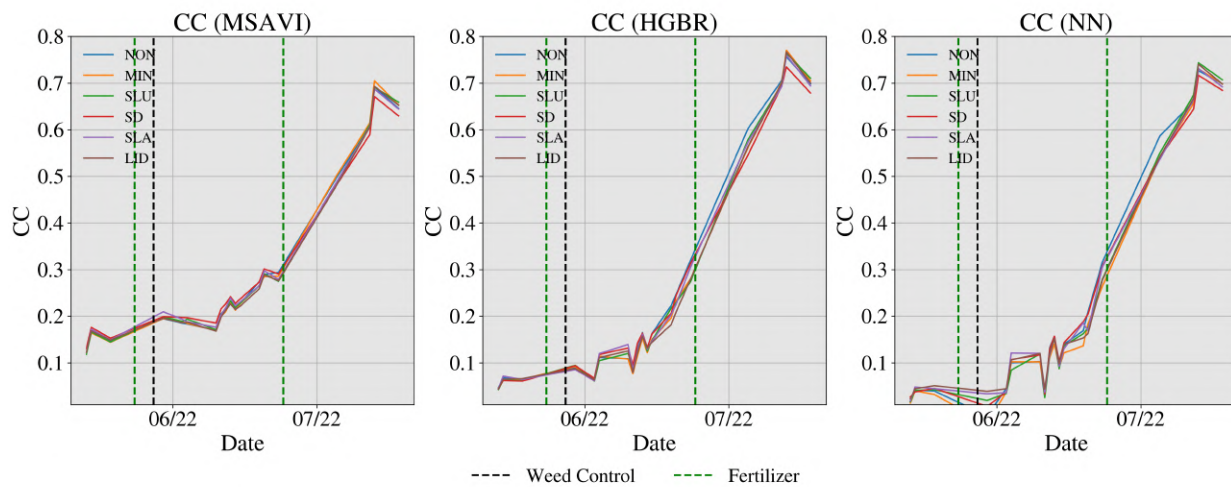 CC (MSAVI)
0.8
0.7
0.6
0.5
0.4
0.3
0.2
0.1
CC
NON
MIN
SLU
SD
SLA
LID
06/22
07/22
Date
CC (HGBR)
0.8
0.7
0.6
0.5
0.4
0.3
0.2
0.1
CC
NON
MIN
SLU
SD
SLA
LID
06/22
07/22
Date
CC (NN)
0.8
0.7
0.6
0.5
0.4
0.3
0.2
0.1
CC
NON
MIN
SLU
SD
SLA
LID
06/22
07/22
Date
Weed Control
Fertilizer